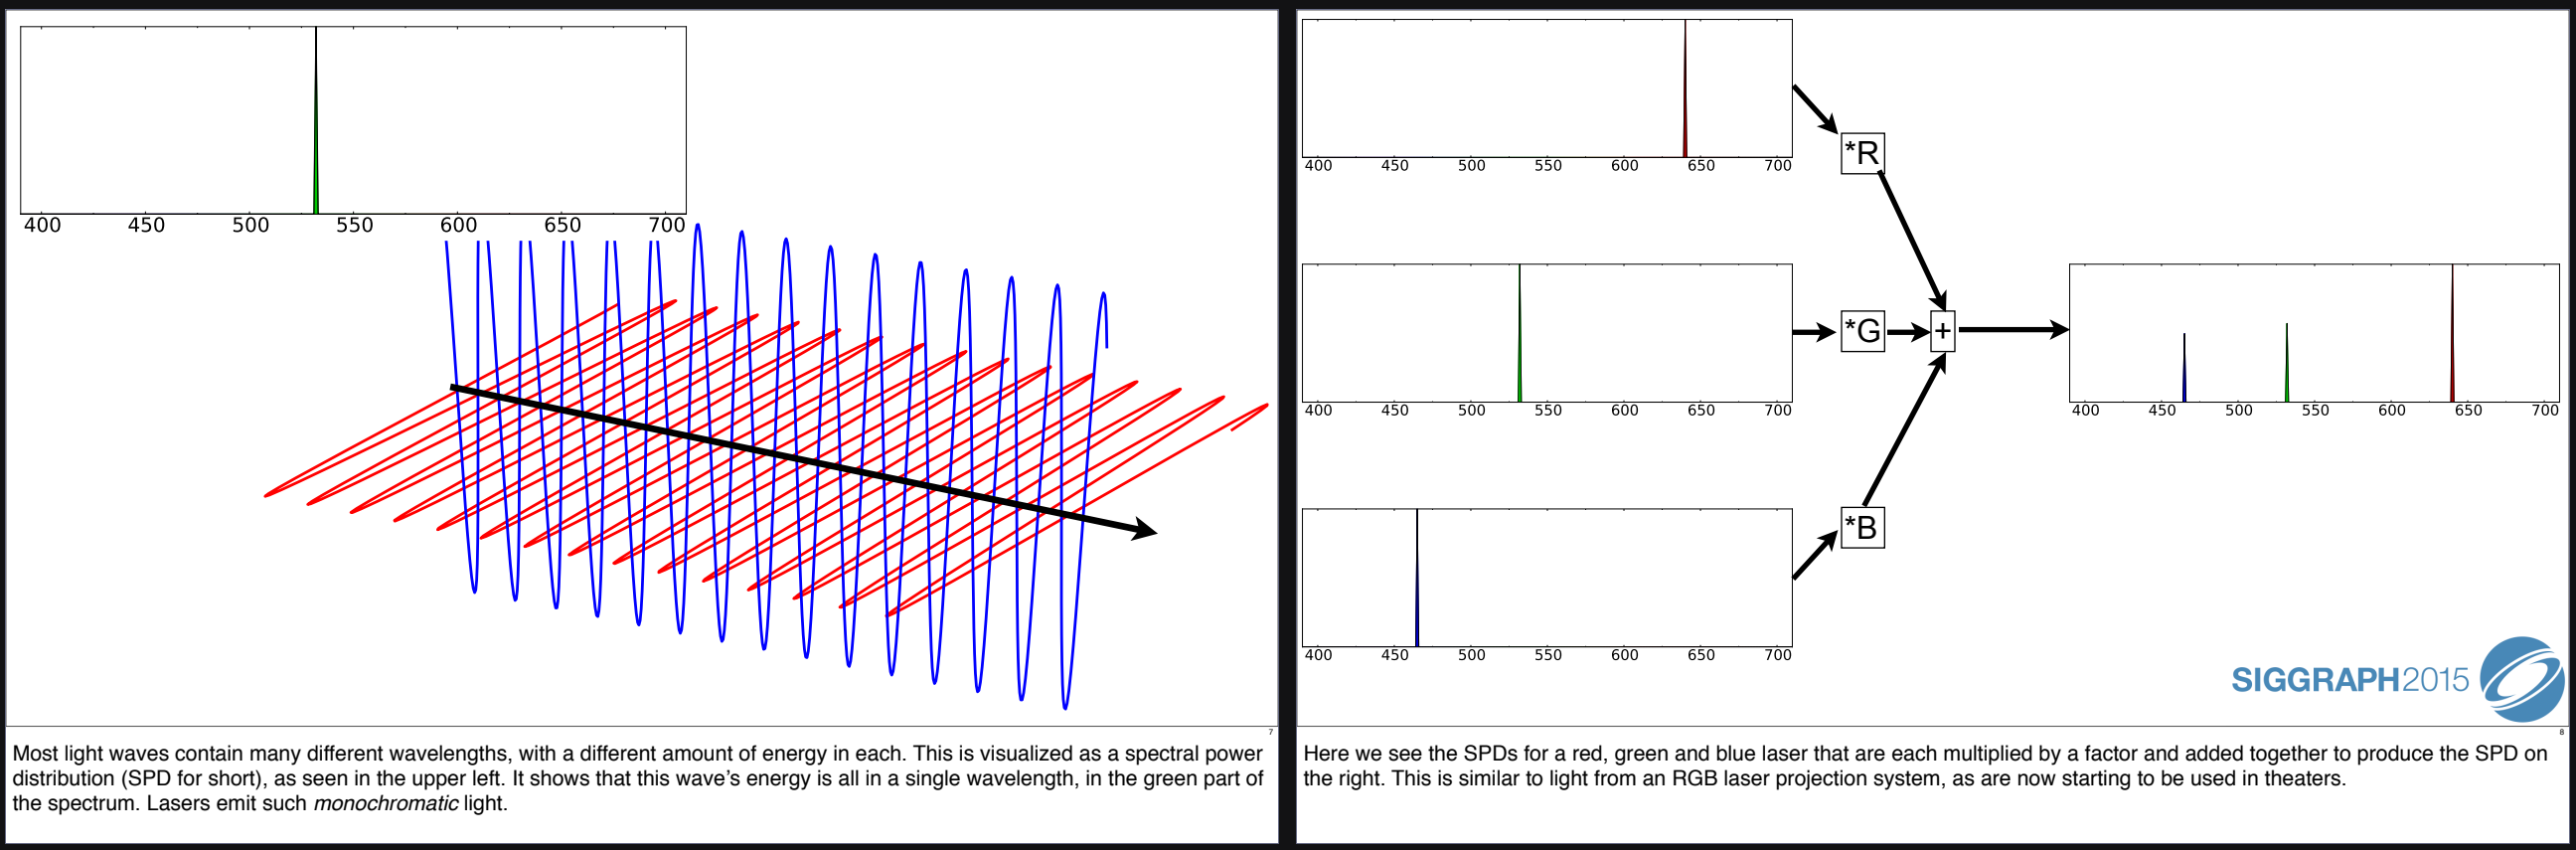 400 450 500 550 600 650 700
7
Most light waves contain many different wavelengths, with a different amount of energy in each. This is visualized as a spectral power
distribution (SPD for short), as seen in the upper left. It shows that this wave's energy is all in a single wavelength, in the green part of
the spectrum. Lasers emit such monochromatic light.
400 450 500 550 600 650 700
*R
400 450 500 550 600 650 700
*G
+
400 450 500 550 600 650 700
400 450 500 550 600 650 700
*B
SIGGRAPH2015
8
Here we see the SPDs for a red, green and blue laser that are each multiplied by a factor and added together to produce the SPD on
the right. This is similar to light from an RGB laser projection system, as are now starting to be used in theaters.